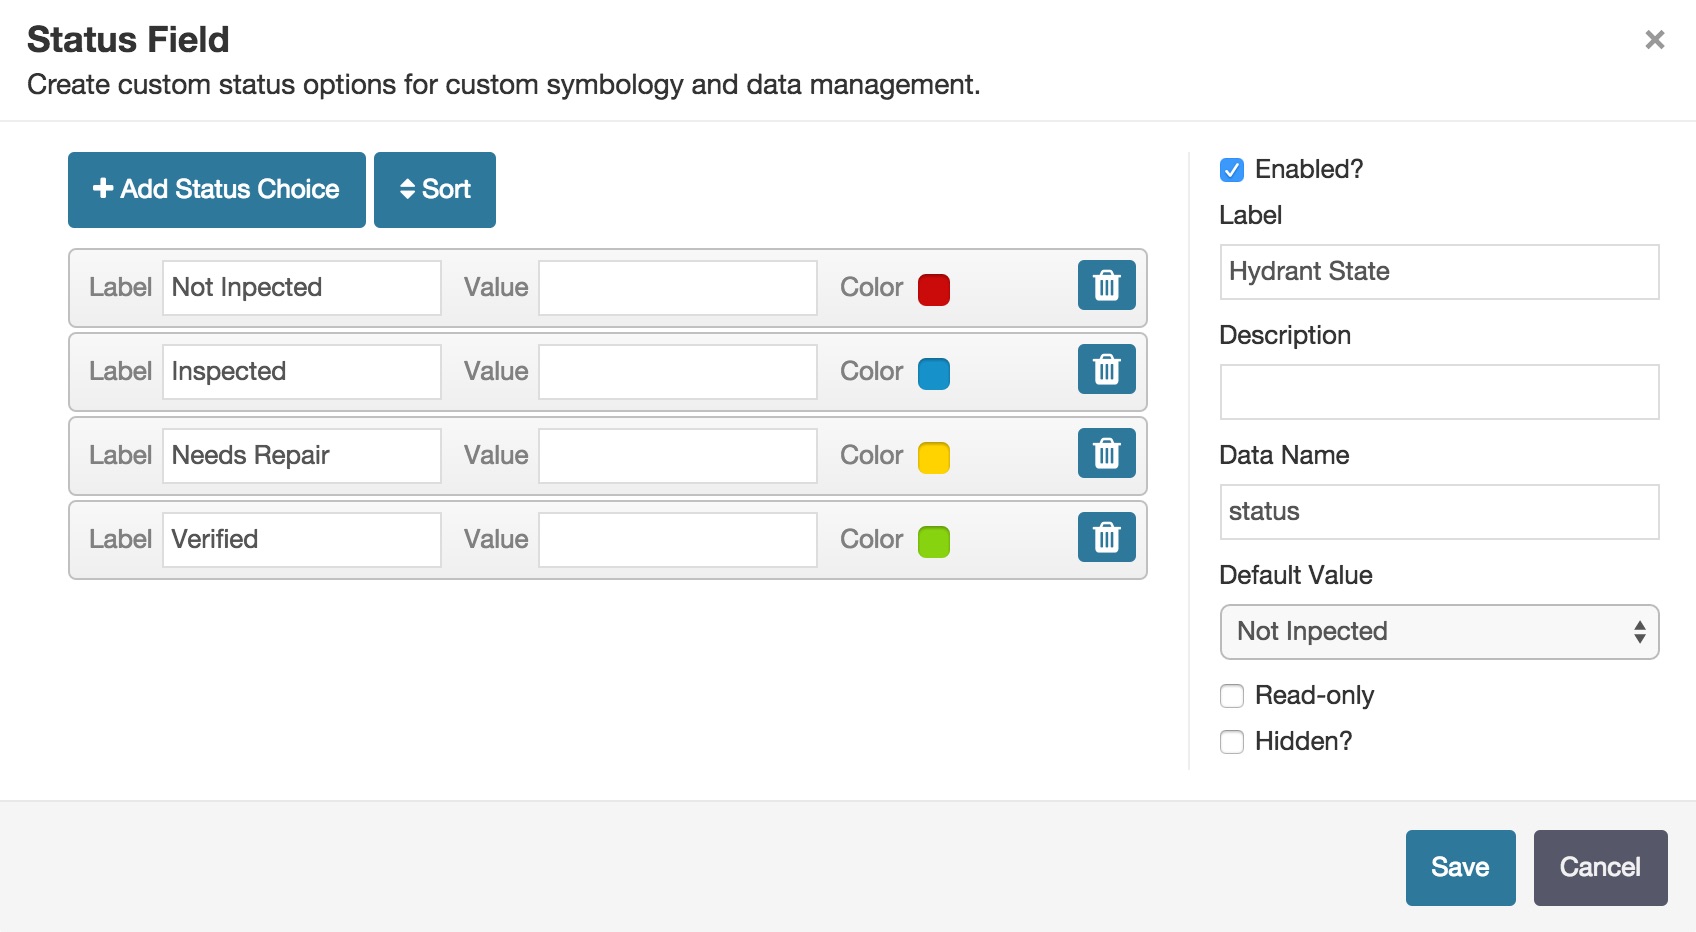 Status Field
Create custom status options for custom symbology and data management.
Add Status Choice
Sort
Label Not Inpected Value Color
Label Inspected Value Color
Label Needs Repair Value Color
Label Verified Value Color
Enabled?
Label
Hydrant State
Description
Data Name
status
Default Value
Not Inpected
Read-only
Hidden?
Save Cancel